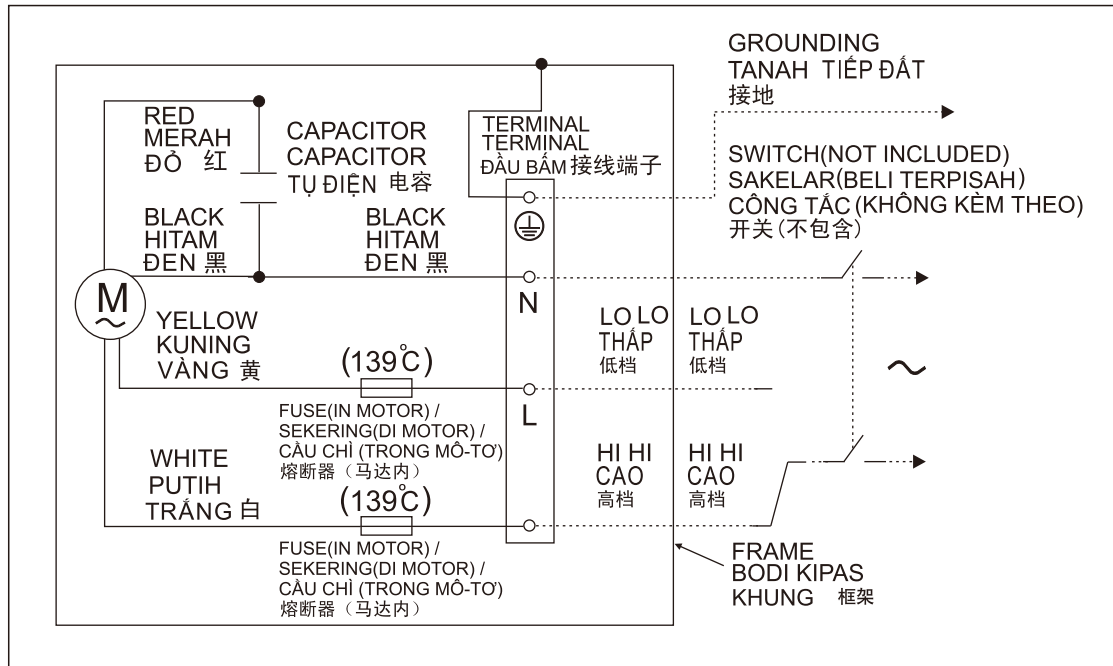 GROUNDING
TANAH TIẾP ĐẤT
接地
RED
MERAH
ĐỎ 红
CAPACITOR
CAPACITOR
TỤ ĐIỆN 电容
TERMINAL
TERMINAL
ĐẦU BẤM 接线端子
SWITCH(NOT INCLUDED)
SAKELAR(BELI TERPISAH)
CÔNG TẮC (KHÔNG KÈM THEO)
开关(不包含)
BLACK
HITAM
ĐEN 黑
BLACK
HITAM
ĐEN 黑
M
N
YELLOW
KUNING
VÀNG 黄
(139℃)
LO LO
THẤP
低档
LO LO
THẤP
低档
L
FUSE(IN MOTOR) /
SEKERING(DI MOTOR) /
CẦU CHÌ (TRONG MÔ-TƠ)
熔断器（马达内）
WHITE
PUTIH
TRẮNG 白
(139℃)
HI HI
CAO
高档
HI HI
CAO
高档
FUSE(IN MOTOR) /
SEKERING(DI MOTOR) /
CẦU CHÌ (TRONG MÔ-TƠ)
熔断器（马达内）
FRAME
BODI KIPAS
KHUNG 框架